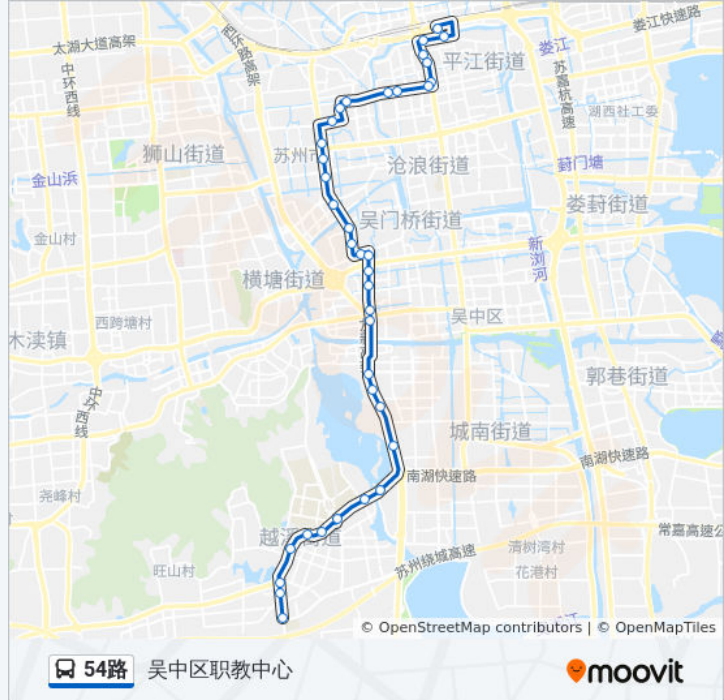 娄江快速路
太湖大道高架
西环路高架
娄江
平江街道
中环西线
苏嘉杭高速
湖西社工委
狮山街道
苏州市
沧浪街道
葑门塘
金山浜
娄葑街道
吴门桥街道
金山村
新浏河
横塘街道
西跨塘村
吴中区
木渎镇
郭巷街道
中环西线
城南街道
南湖快速路
南湖快速路
尧峰村
越溪街道
常嘉高速公
清树湾村
苏州绕城高速
旺山村
花港村
© OpenStreetMap contributors | © OpenMapTiles
54路 吴中区职教中心
moovit